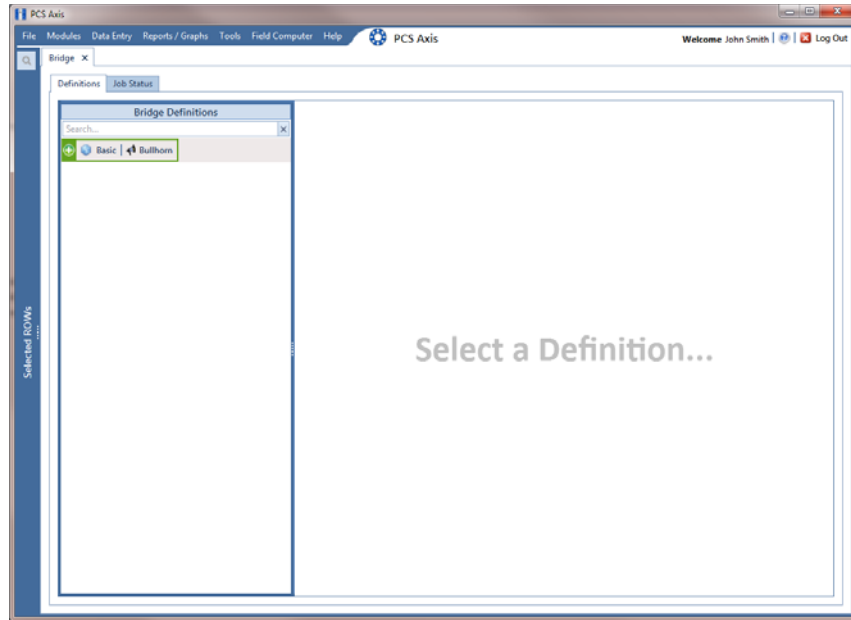 PCS Axis
File Modules Data Entry Reports / Graphs Tools Field Computer Help PCS Axis Welcome John Smith | | Log Out
Bridge X
Definitions Job Status
Bridge Definitions
Search...
Basic | Bullhorn
Selected ROWs
Select a Definition...